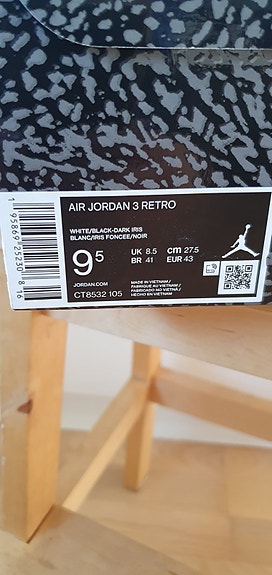 AIR JORDAN 3 RETRO
WHITE/BLACK-DARK IRIS
BLANC/IRIS FONCEE/NOIR
9 5
UK 8.5 cm 27.5
BR 41 EUR 43
JORDAN.COM
CT8532 105
MADE IN VIETNAM /
FABRIQUE AU VIETNAM /
FABRICADO NO VIETNÃ /
HECHO EN VIETNAM